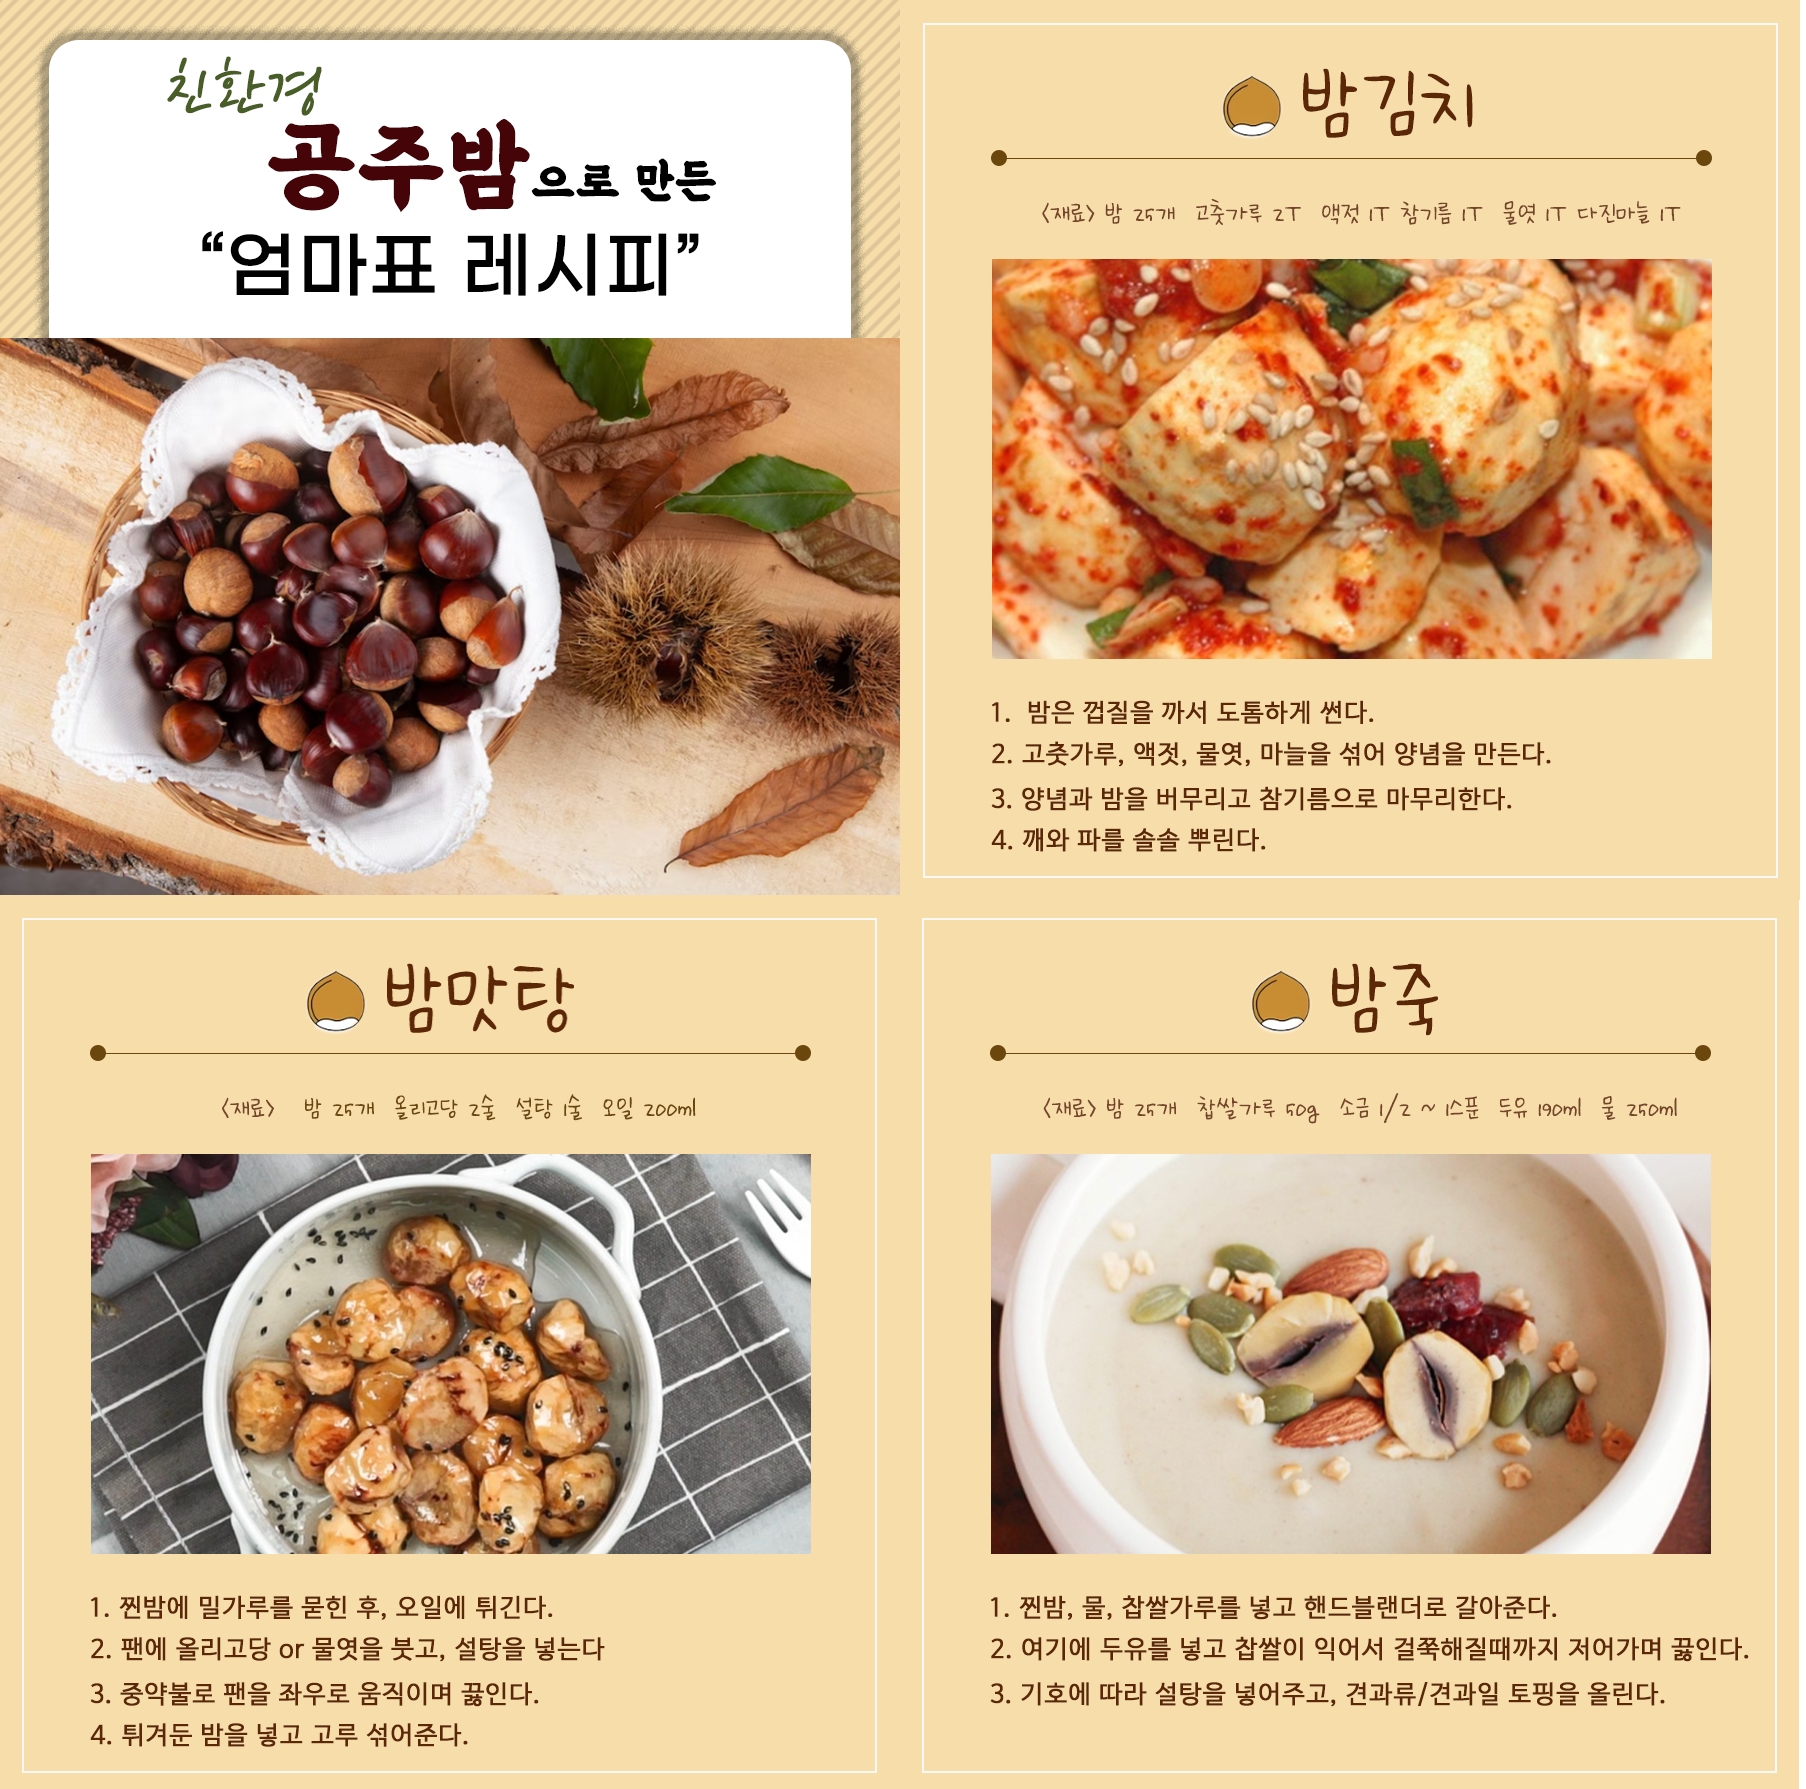 친환경
공주밤으로 만든
“엄마표 레시피”
밤김치
<재료> 밤 25개 고춧가루 2T 액젓 1T 참기름 1T 물엿 1T 다진마늘 1T
1. 밤은 껍질을 까서 도톰하게 썬다.
2. 고춧가루, 액젓, 물엿, 마늘을 섞어 양념을 만든다.
3. 양념과 밤을 버무리고 참기름으로 마무리한다.
4. 깨와 파를 솔솔 뿌린다.
밤맛탕
<재료> 밤 25개 올리고당 2술 설탕 1술 오일 200ml
1. 찐밤에 밀가루를 묻힌 후, 오일에 튀긴다.
2. 팬에 올리고당 or 물엿을 붓고, 설탕을 넣는다
3. 중약불로 팬을 좌우로 움직이며 끓인다.
4. 튀겨둔 밤을 넣고 고루 섞어준다.
밤죽
<재료> 밤 25개 찹쌀가루 50g 소금 1/2 ~ 1스푼 두유 190ml 물 250ml
1. 찐밤, 물, 찹쌀가루를 넣고 핸드블랜더로 갈아준다.
2. 여기에 두유를 넣고 찹쌀이 익어서 걸쭉해질때까지 저어가며 끓인다.
3. 기호에 따라 설탕을 넣어주고, 견과류/견과일 토핑을 올린다.